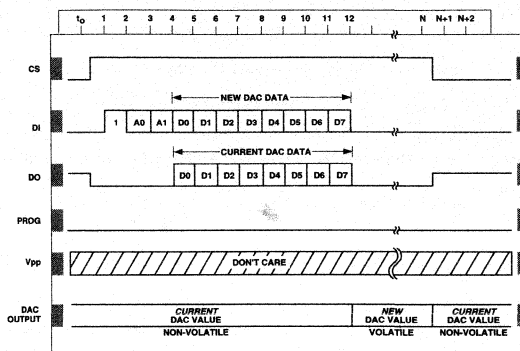 to 1 2 3 4 5 6 7 8 9 10 11 12 N N+1 N+2
CS
NEW DAC DATA
DI 1 A0 A1 D0 D1 D2 D3 D4 D5 D6 D7
CURRENT DAC DATA
DO D0 D1 D2 D3 D4 D5 D6 D7
PROG
Vpp DON'T CARE
DAC OUTPUT
CURRENT DAC VALUE NON-VOLATILE
NEW DAC VALUE VOLATILE
CURRENT DAC VALUE NON-VOLATILE